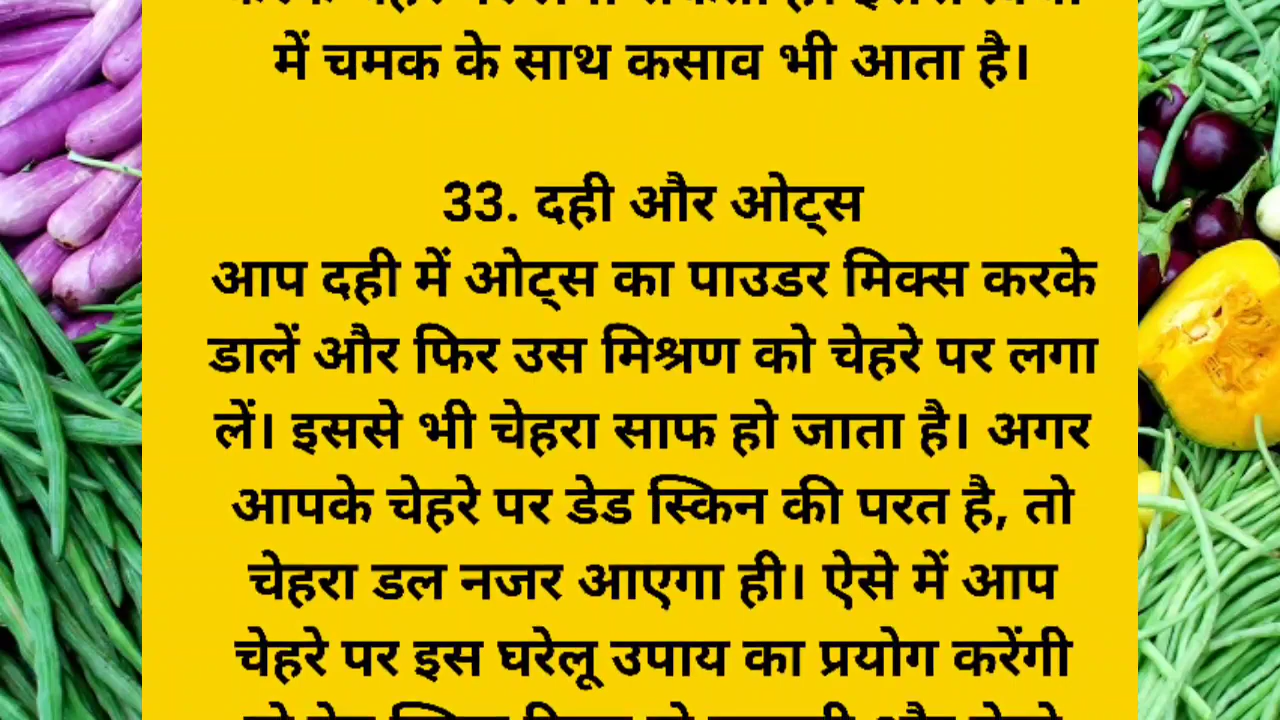 में चमक के साथ कसाव भी आता है।
33. दही और ओट्स
आप दही में ओट्स का पाउडर मिक्स करके
डालें और फिर उस मिश्रण को चेहरे पर लगा
लें। इससे भी चेहरा साफ हो जाता है। अगर
आपके चेहरे पर डेड स्किन की परत है, तो
चेहरा डल नजर आएगा ही। ऐसे में आप
चेहरे पर इस घरेलू उपाय का प्रयोग करेंगी